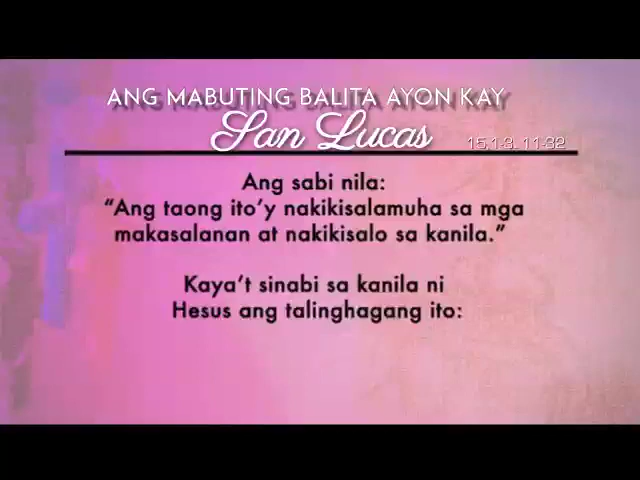 ANG MABUTING BALITA AYON KAY
San Lucas 15,1-3. 11-32
Ang sabi nila:
“Ang taong ito’y nakikisalamuha sa mga
makasalanan at nakikisalo sa kanila.”
Kaya’t sinabi sa kanila ni
Hesus ang talinghagang ito: